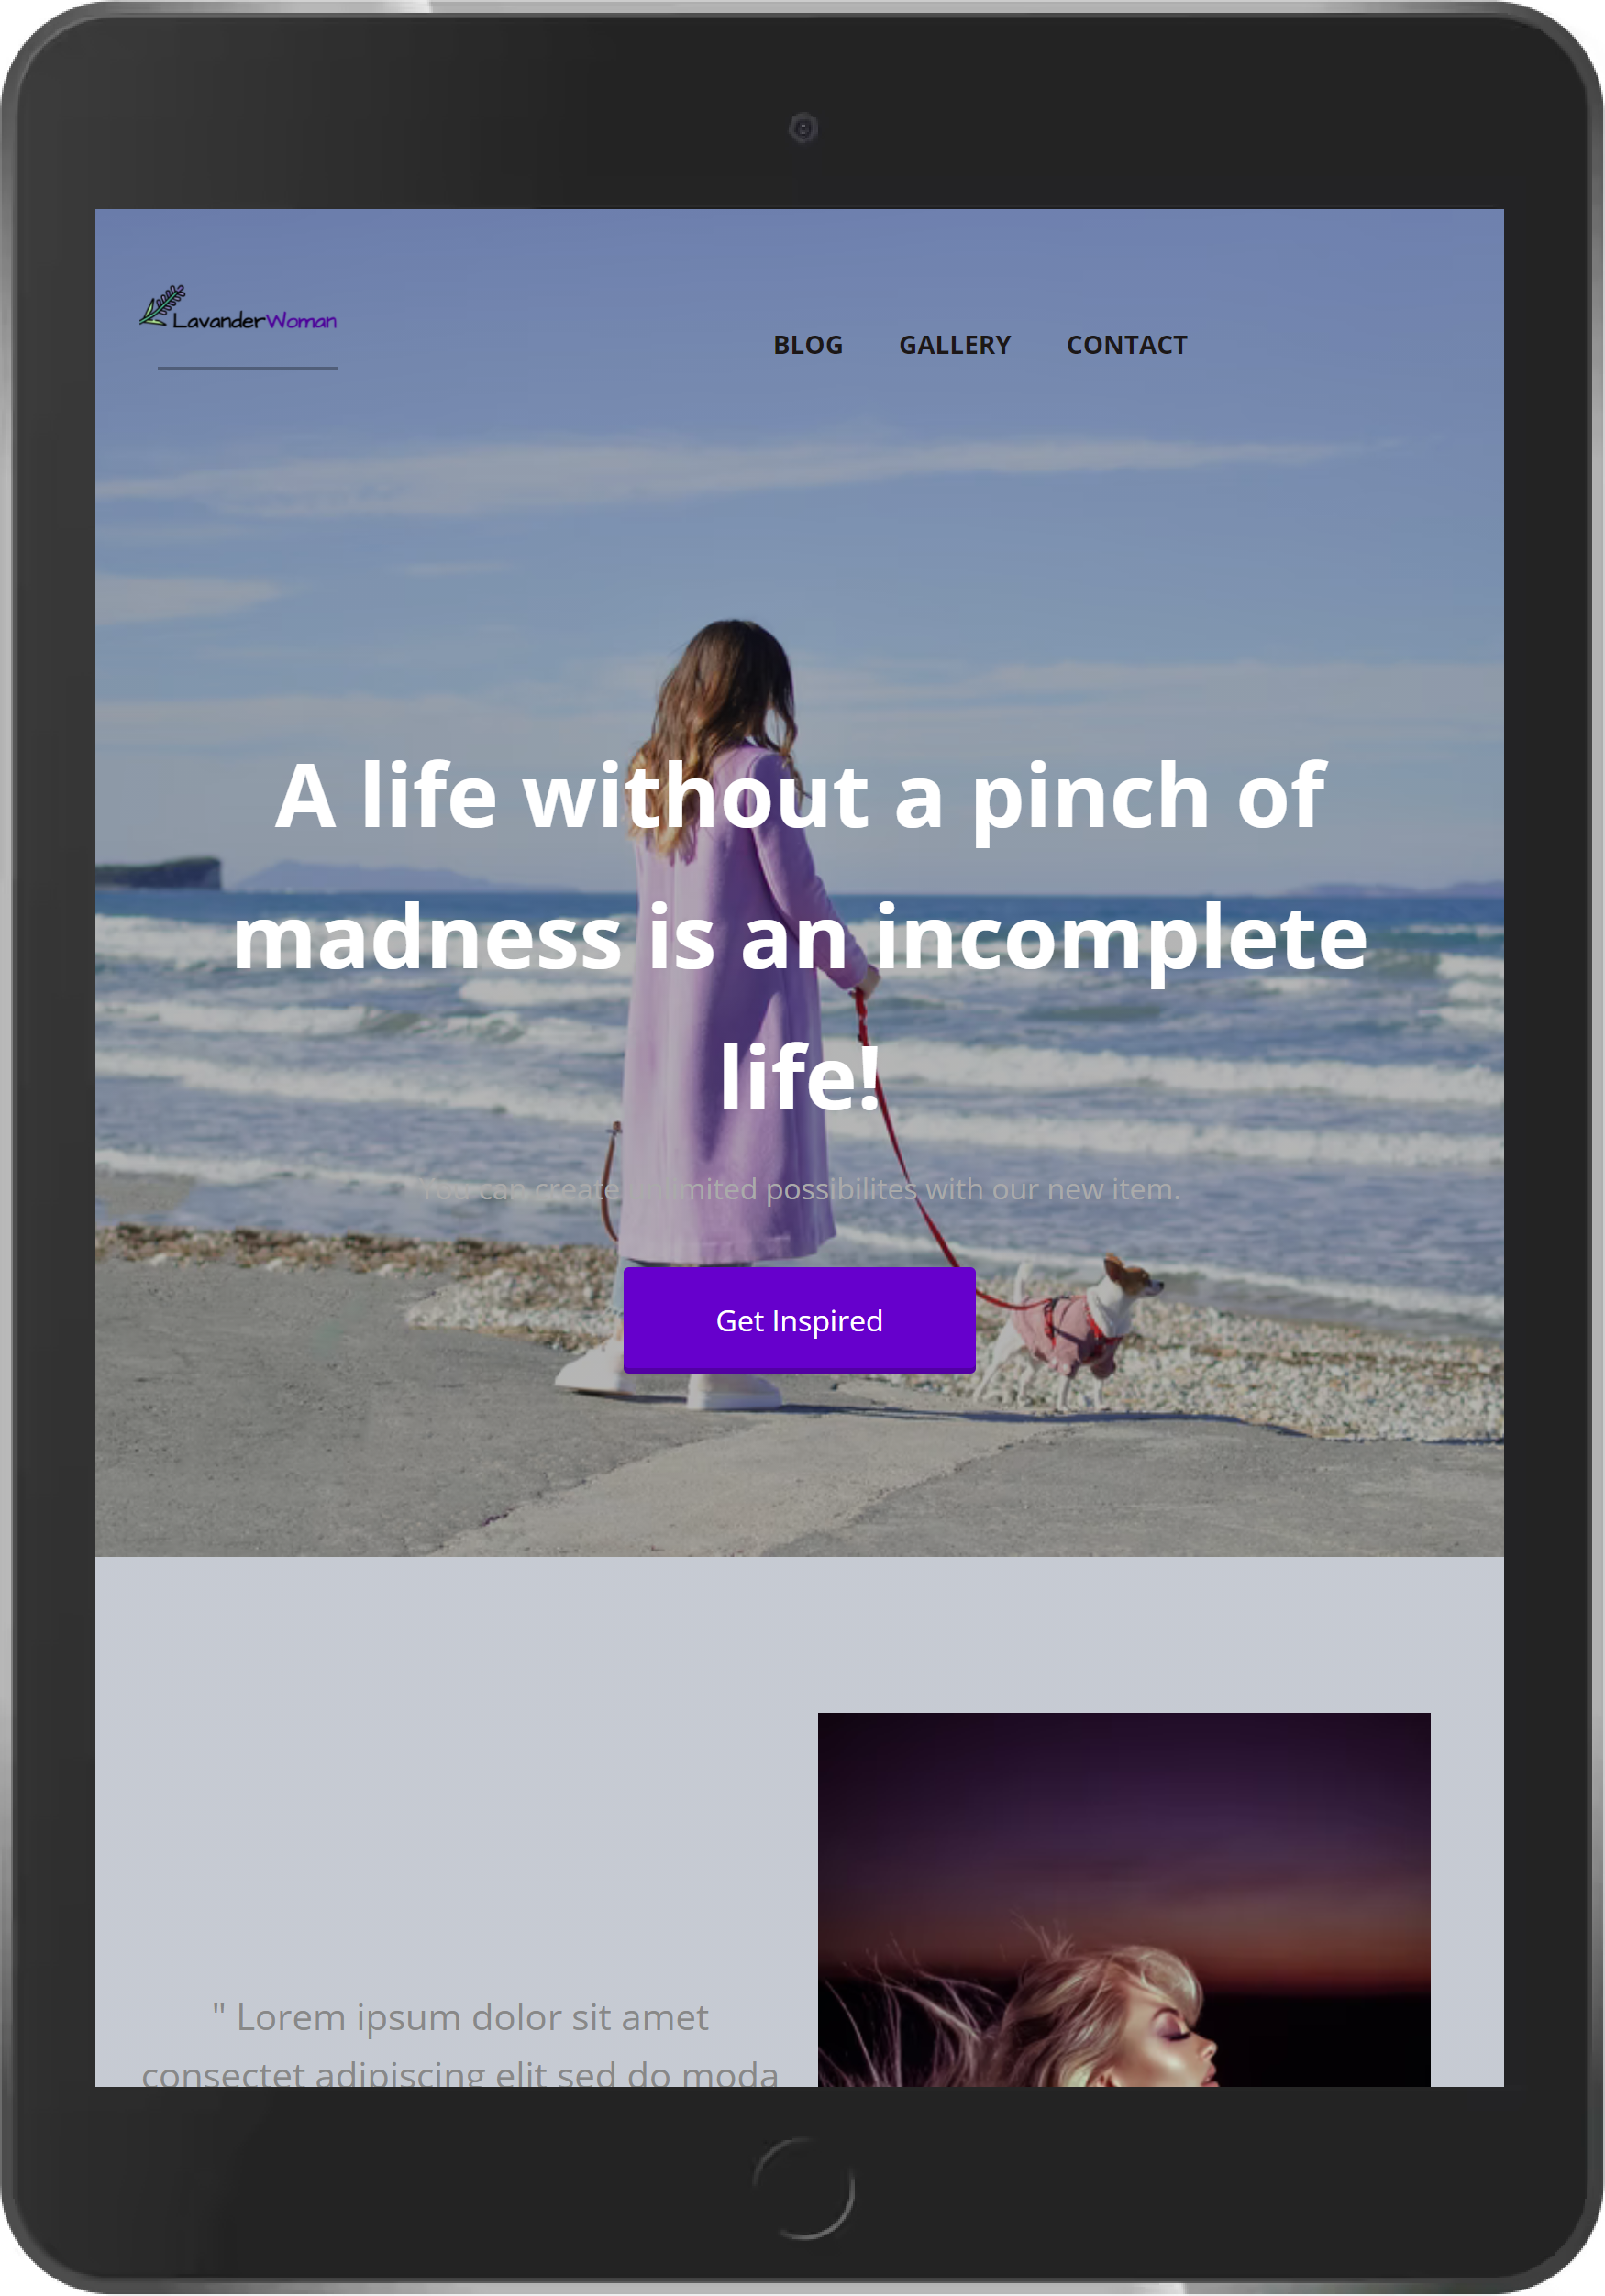 LavanderWoman
BLOG GALLERY CONTACT
A life without a pinch of
madness is an incomplete
life!
You can create unlimited possibilites with our new item.
Get Inspired
" Lorem ipsum dolor sit amet
consectet adipiscing elit sed do moda